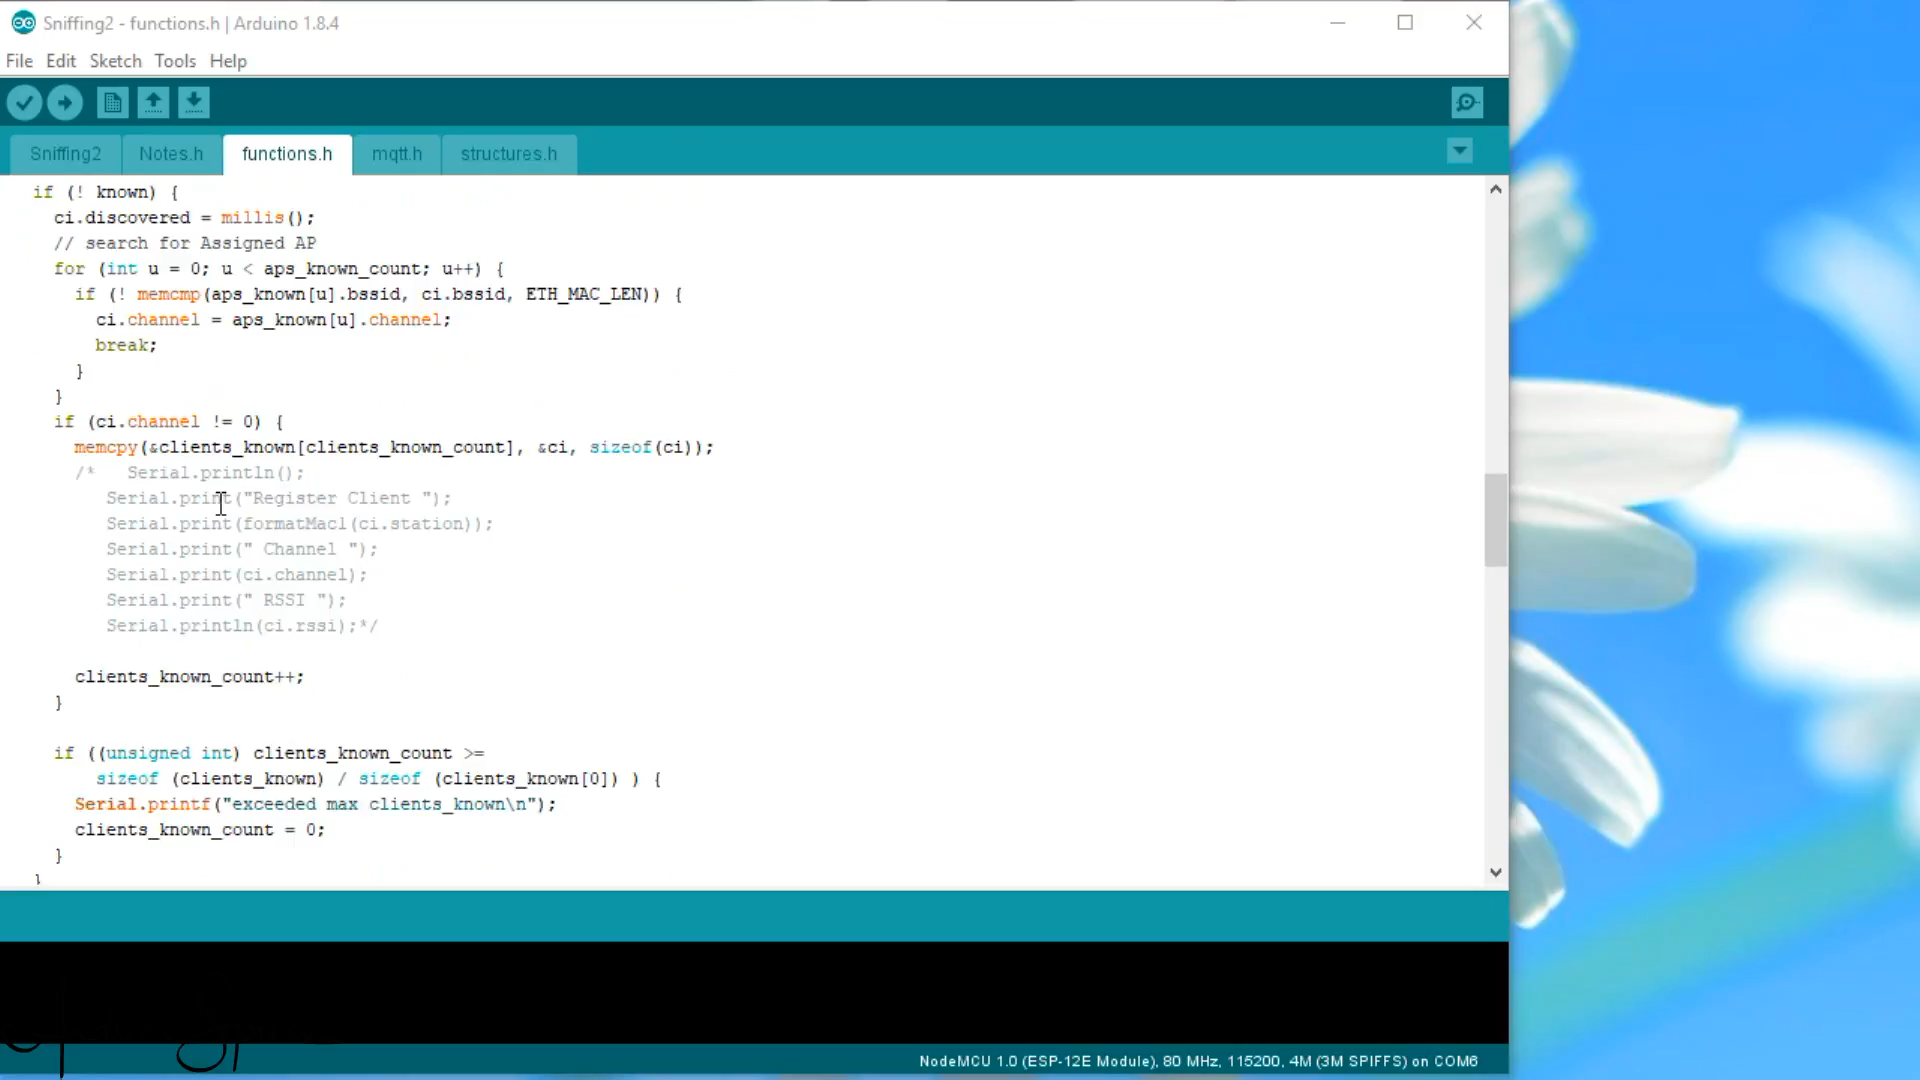 Sniffing2 - functions.h | Arduino 1.8.4
File Edit Sketch Tools Help
Sniffing2 Notes.h functions.h mqtt.h structures.h
if (! known) {
ci.discovered = millis();
// search for Assigned AP
for (int u = 0; u < aps_known_count; u++) {
if (! memcmp(aps_known[u].bssid, ci.bssid, ETH_MAC_LEN)) {
ci.channel = aps_known[u].channel;
break;
}
}
if (ci.channel != 0) {
memcpy(&clients_known[clients_known_count], &ci, sizeof(ci));
/* Serial.println();
Serial.print("Register Client ");
Serial.print(formatMac1(ci.station));
Serial.print(" Channel ");
Serial.print(ci.channel);
Serial.print(" RSSI ");
Serial.println(ci.rssi);*/
clients_known_count++;
}
if ((unsigned int) clients_known_count >=
sizeof (clients_known) / sizeof (clients_known[0]) ) {
Serial.printf("exceeded max clients_known\n");
clients_known_count = 0;
}
}
NodeMCU 1.0 (ESP-12E Module), 80 MHz, 115200, 4M (3M SPIFFS) on COM6